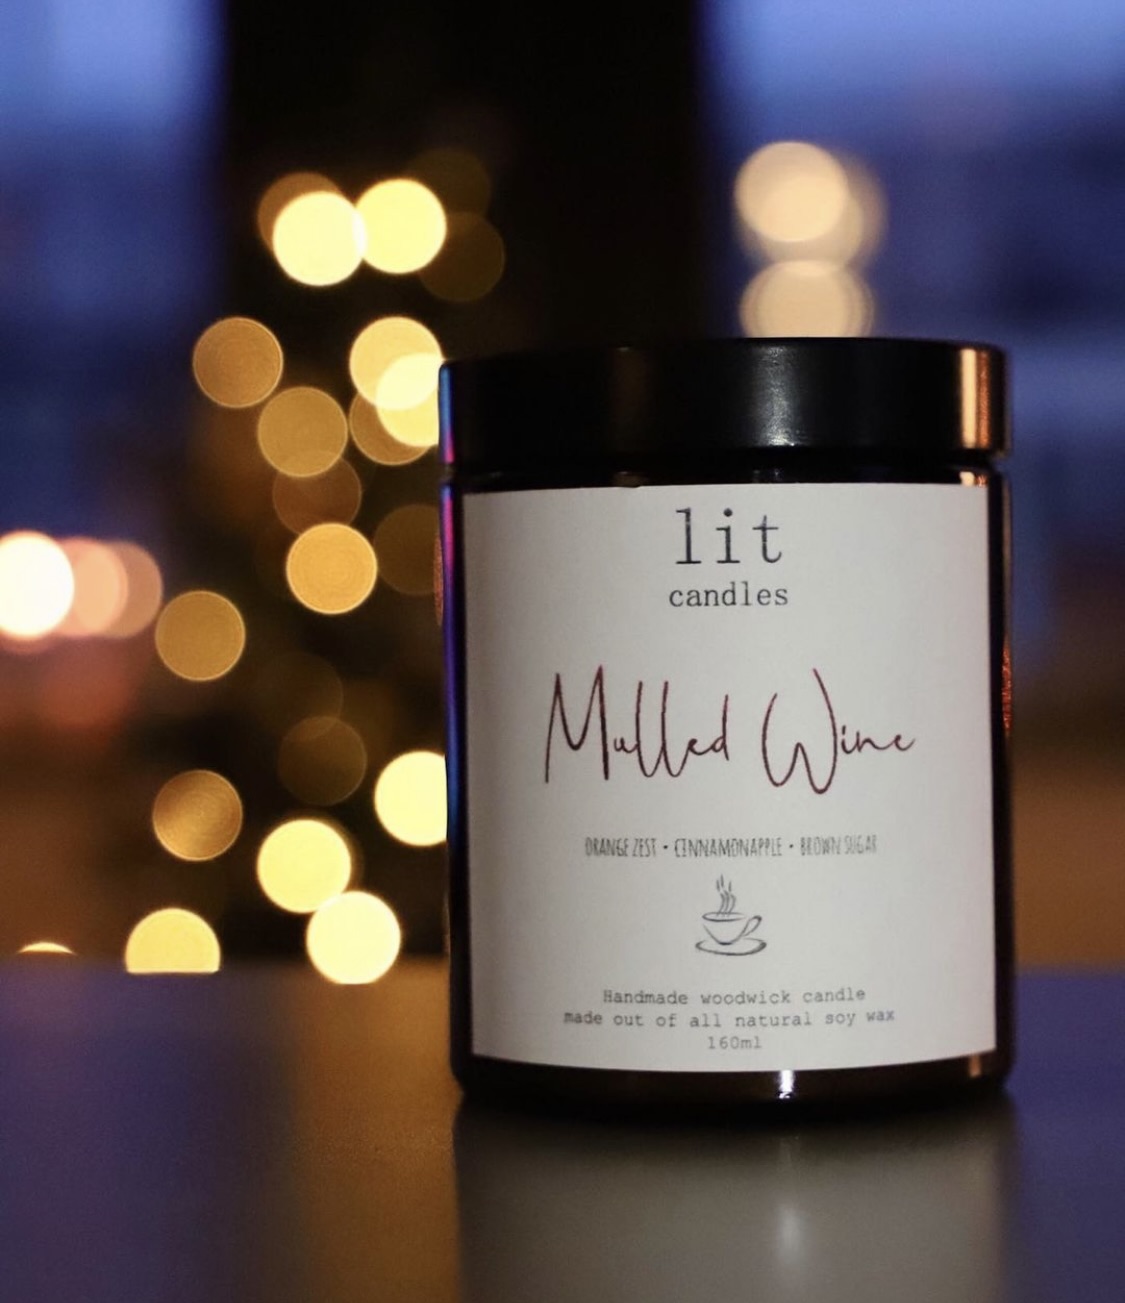 lit
candles
Mulled Wine
ORANGE ZEST • CINNAMONAPPLE • BROWN SUGAR
Handmade woodwick candle
made out of all natural soy wax
160ml